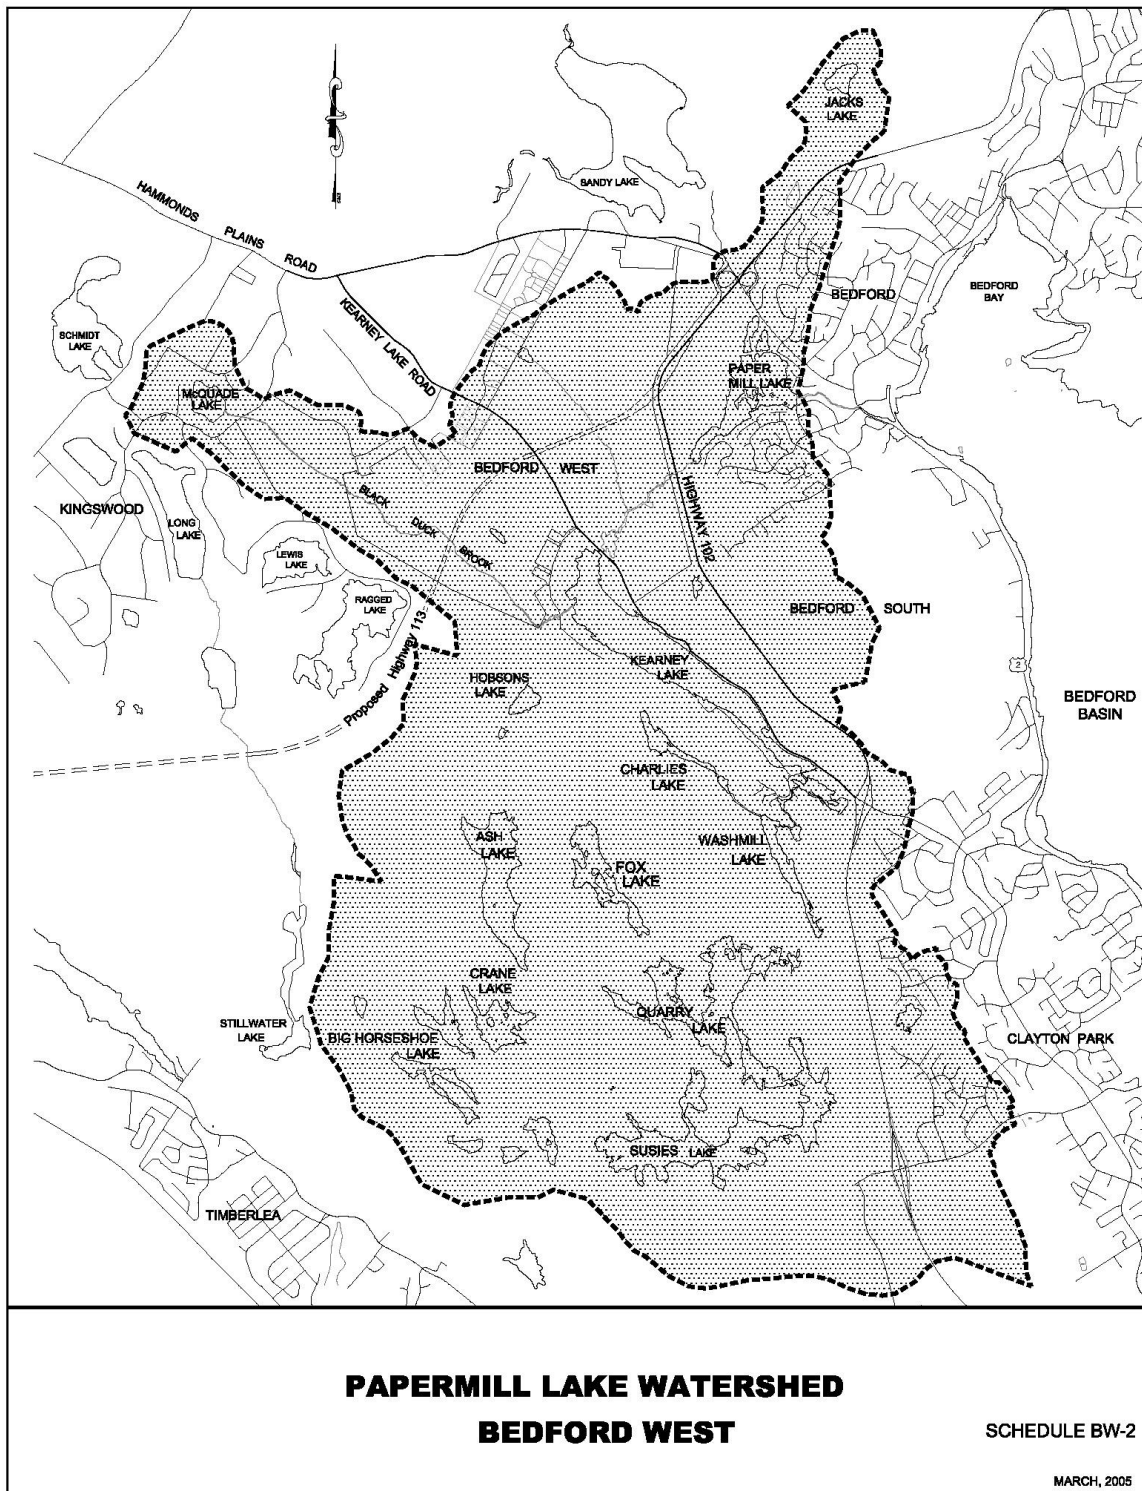 JACKS
LAKE
SANDY LAKE
HAMMONDS PLAINS ROAD
KEARNEY LAKE ROAD
BEDFORD
BEDFORD
BAY
SCHMIDT
LAKE
PAPER
MILL LAKE
McQUADE
LAKE
BEDFORD WEST
HIGHWAY 102
BLACK DUCK BROOK
KINGSWOOD
LONG
LAKE
LEWIS
LAKE
RAGGED
LAKE
Proposed Highway 113
BEDFORD SOUTH
2
KEARNEY
LAKE
HOBSONS
LAKE
BEDFORD
BASIN
CHARLIES
LAKE
ASH
LAKE
WASHMILL
LAKE
FOX
LAKE
CRANE
LAKE
QUARRY
LAKE
STILLWATER
LAKE
BIG HORSESHOE
LAKE
CLAYTON PARK
SUSIES LAKE
TIMBERLEA
PAPERMILL LAKE WATERSHED
BEDFORD WEST
SCHEDULE BW-2
MARCH, 2005